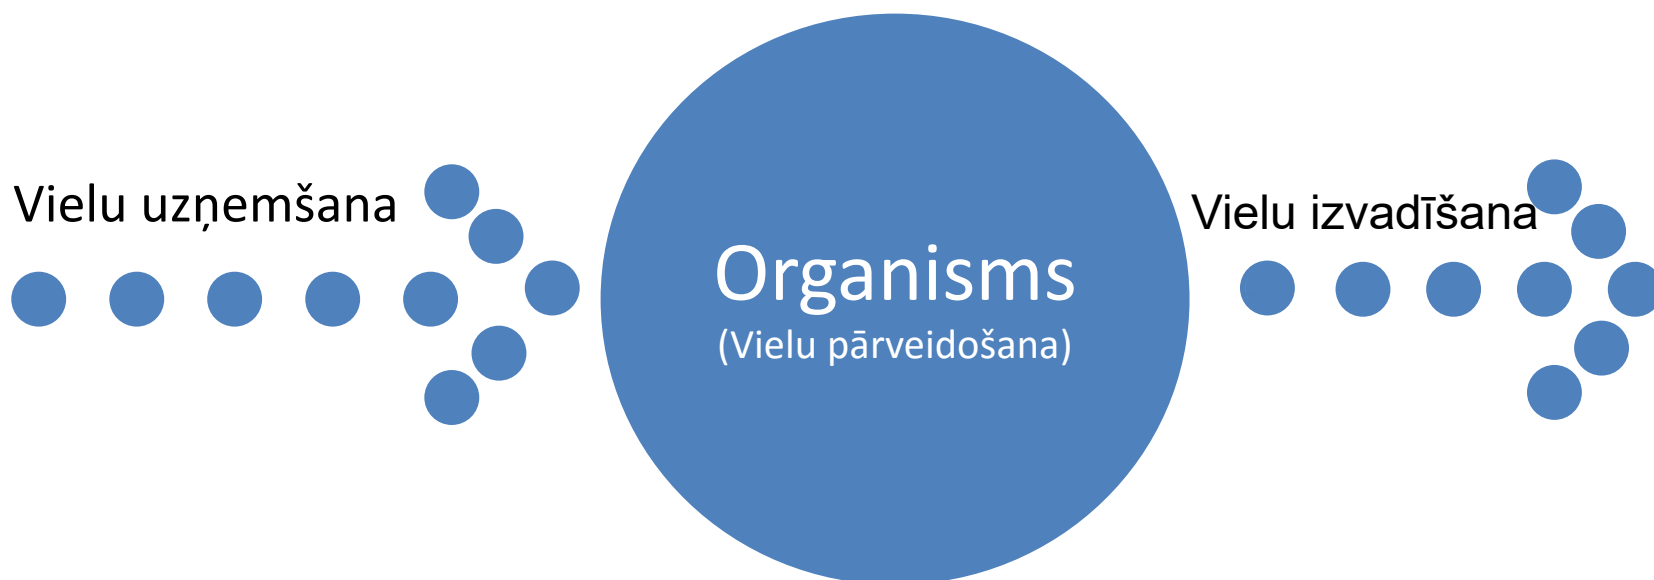 Vielu uzņemšana
Organisms
(Vielu pārveidošana)
Vielu izvadīšana